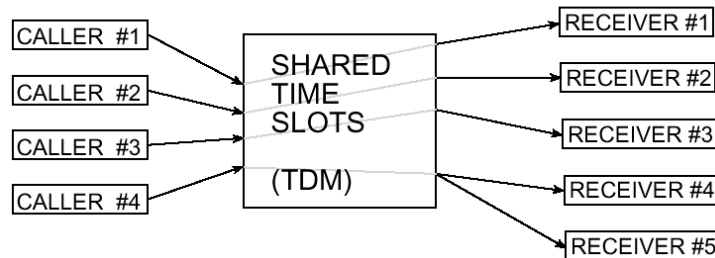 CALLER #1
CALLER #2
CALLER #3
CALLER #4
SHARED
TIME
SLOTS
(TDM)
RECEIVER #1
RECEIVER #2
RECEIVER #3
RECEIVER #4
RECEIVER #5